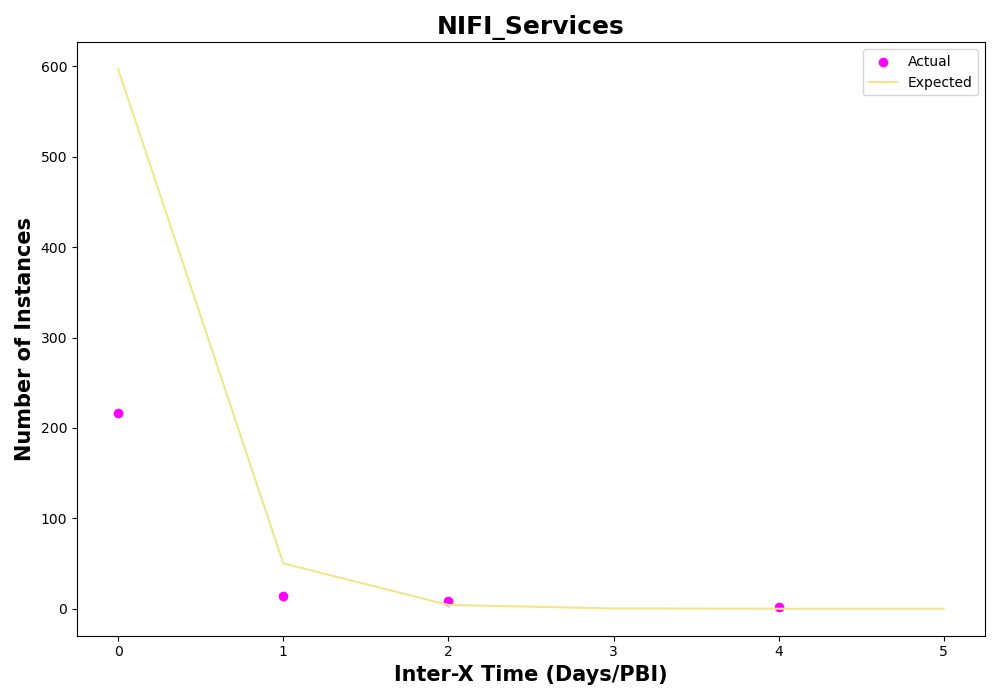 NIFI_Services
Actual
Expected
Number of Instances
600
500
400
300
200
100
0
0 1 2 3 4 5
Inter-X Time (Days/PBI)